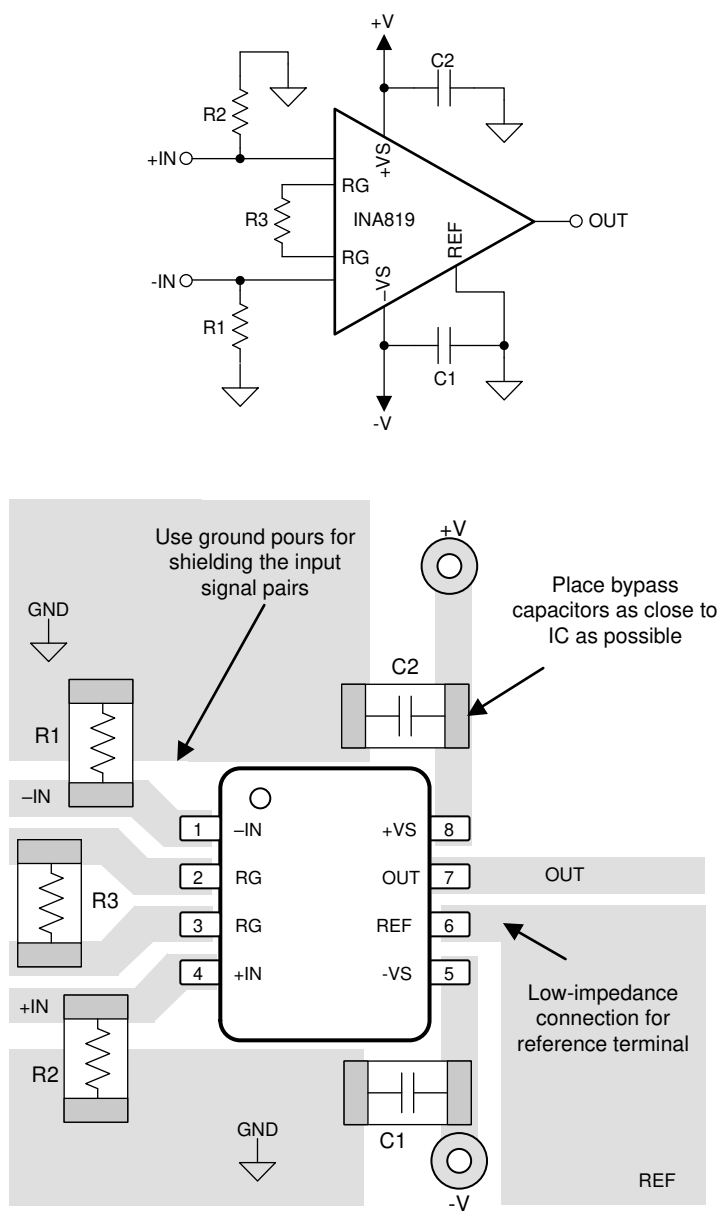 +V
C2
R2
+IN
+VS
RG
R3
INA819
OUT
REF
RG
-IN
–VS
R1
C1
-V
+V
Use ground pours for
shielding the input
signal pairs
Place bypass
capacitors as close to
IC as possible
GND
C2
R1
–IN
1
–IN
+VS
8
2
RG
OUT
7
OUT
R3
3
RG
REF
6
4
+IN
-VS
5
+IN
Low-impedance
connection for
reference terminal
R2
GND
C1
REF
-V